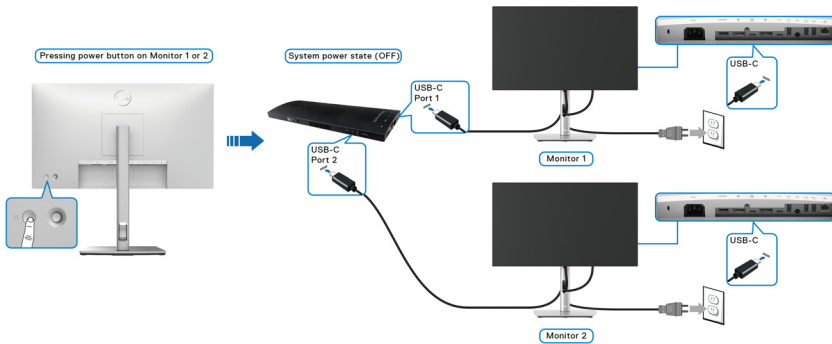 Pressing power button on Monitor 1 or 2
System power state (OFF)
USB-C
Port 1
USB-C
Port 2
USB-C
Monitor 1
USB-C
Monitor 2